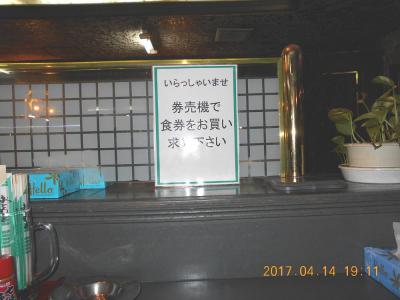 いらっしゃいませ
券売機で
食券をお買い
求め下さい
hello
2017.04.14 19:11